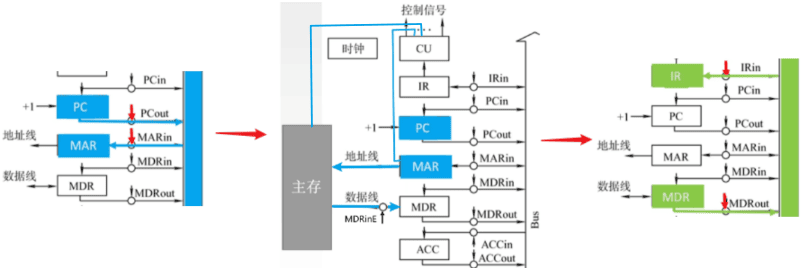 PCin
+1
PC
PCout
地址线
MAR
MARin
MDRin
数据线
MDR
MDRout
控制信号
....
时钟
CU
IR
IRin
PCin
+1
PC
PCout
主存
地址线
MAR
MARin
MDRin
数据线
MDRinE
MDR
MDRout
ACC
ACCin
ACCout
Bus
IR
IRin
PCin
+1
PC
PCout
地址线
MAR
MARin
MDRin
数据线
MDR
MDRout